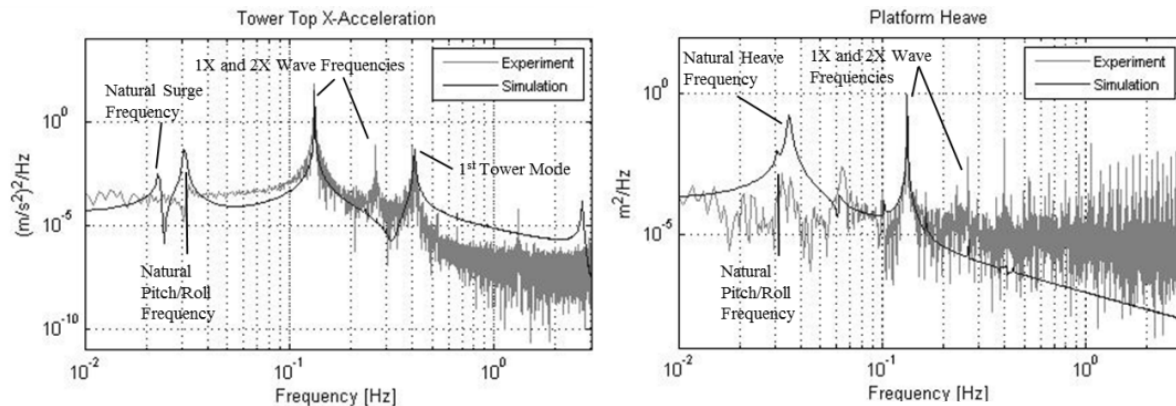 Tower Top X-Acceleration
1X and 2X Wave Frequencies
Experiment
Simulation
Natural Surge
Frequency
1st Tower Mode
Natural
Pitch/Roll
Frequency
(m/s²)²/Hz
10⁰
10⁻⁵
10⁻¹⁰
10⁻²
10⁻¹
10⁰
Frequency [Hz]
Platform Heave
Natural Heave
Frequency
1X and 2X Wave
Frequencies
Experiment
Simulation
Natural
Pitch/Roll
Frequency
m²/Hz
10⁰
10⁻⁵
10⁻²
10⁻¹
10⁰
Frequency [Hz]